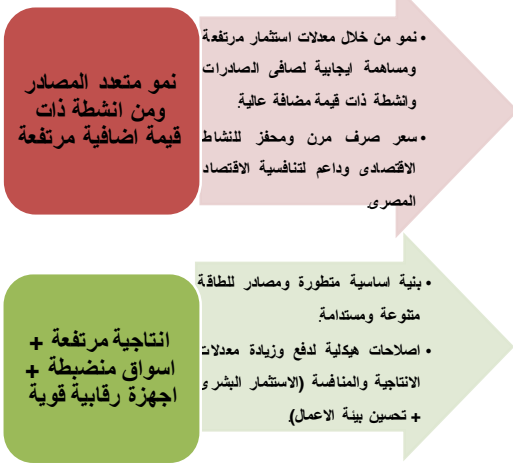 نمو متعدد المصادر
ومن انشطة ذات
قيمة اضافية مرتفعة
• نمو من خلال معدلات استثمار مرتفعة
ومساهمة ايجابية لصافى الصادرات
وانشطة ذات قيمة مضافة عالية.
• سعر صرف مرن ومحفز للنشاط
الاقتصادى وداعم لتنافسية الاقتصاد
المصرى.
انتاجية مرتفعة +
اسواق منضبطة +
اجهزة رقابية قوية
• بنية اساسية متطورة ومصادر للطاقة
متنوعة ومستدامة.
• اصلاحات هيكلية لدفع وزيادة معدلات
الانتاجية والمنافسة (الاستثمار البشرى
+ تحسين بيئة الاعمال).